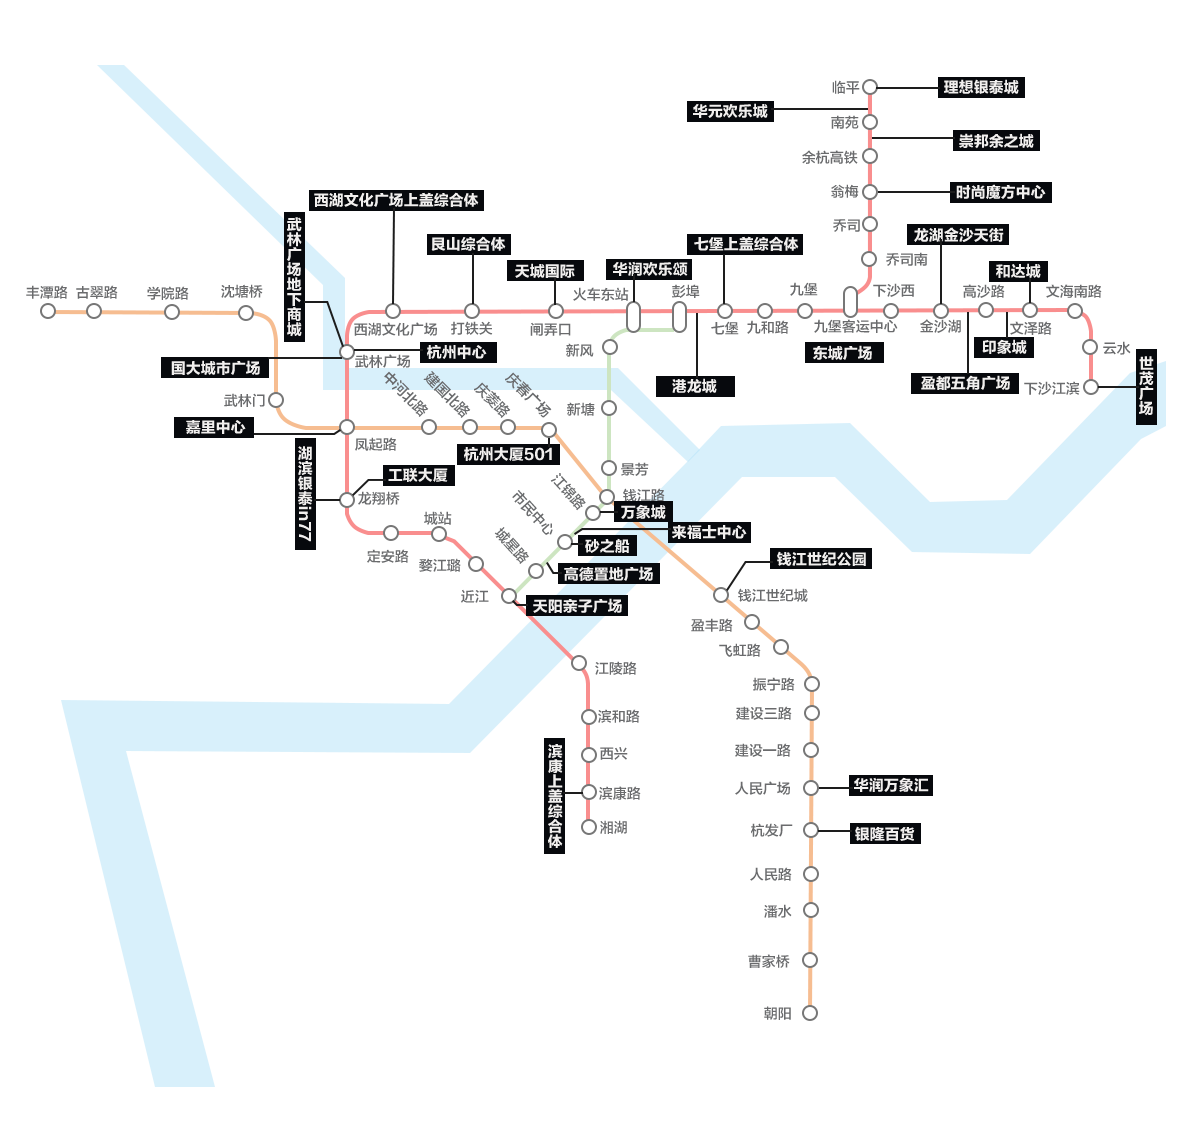 临平
理想银泰城
华元欢乐城
南苑
崇邦余之城
余杭高铁
翁梅
时尚魔方中心
乔司
龙湖金沙天街
乔司南
西湖文化广场上盖综合体
武林广场地下商城
艮山综合体
天城国际
华润欢乐颂
七堡上盖综合体
和达城
丰潭路
古翠路
学院路
沈塘桥
火车东站
彭埠
九堡
下沙西
高沙路
文海南路
西湖文化广场
打铁关
闸弄口
七堡
九和路
九堡客运中心
金沙湖
文泽路
新风
杭州中心
武林广场
东城广场
印象城
云水
国大城市广场
港龙城
盈都五角广场
下沙江滨
世茂广场
武林门
中河北路
建国北路
庆菱路
庆春广场
新塘
嘉里中心
凤起路
杭州大厦501
湖滨银泰in77
工联大厦
景芳
龙翔桥
江锦路
钱江路
万象城
城站
市民中心
来福士中心
定安路
婺江路
城星路
砂之船
钱江世纪公园
高德置地广场
近江
天阳亲子广场
钱江世纪城
盈丰路
飞虹路
江陵路
振宁路
滨和路
建设三路
滨康上盖综合体
西兴
建设一路
滨康路
人民广场
华润万象汇
湘湖
杭发厂
银隆百货
人民路
潘水
曹家桥
朝阳